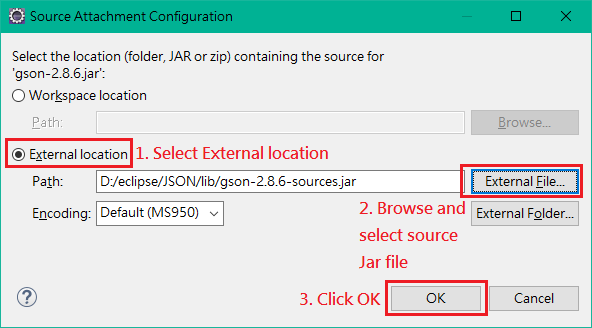 Source Attachment Configuration
Select the location (folder, JAR or zip) containing the source for
'gson-2.8.6.jar':
Workspace location
Path:
Browse...
External location
1. Select External location
Path:
D:/eclipse/JSON/lib/gson-2.8.6-sources.jar
External File...
Encoding:
Default (MS950)
2. Browse and
select source
Jar file
External Folder...
?
3. Click OK
OK
Cancel